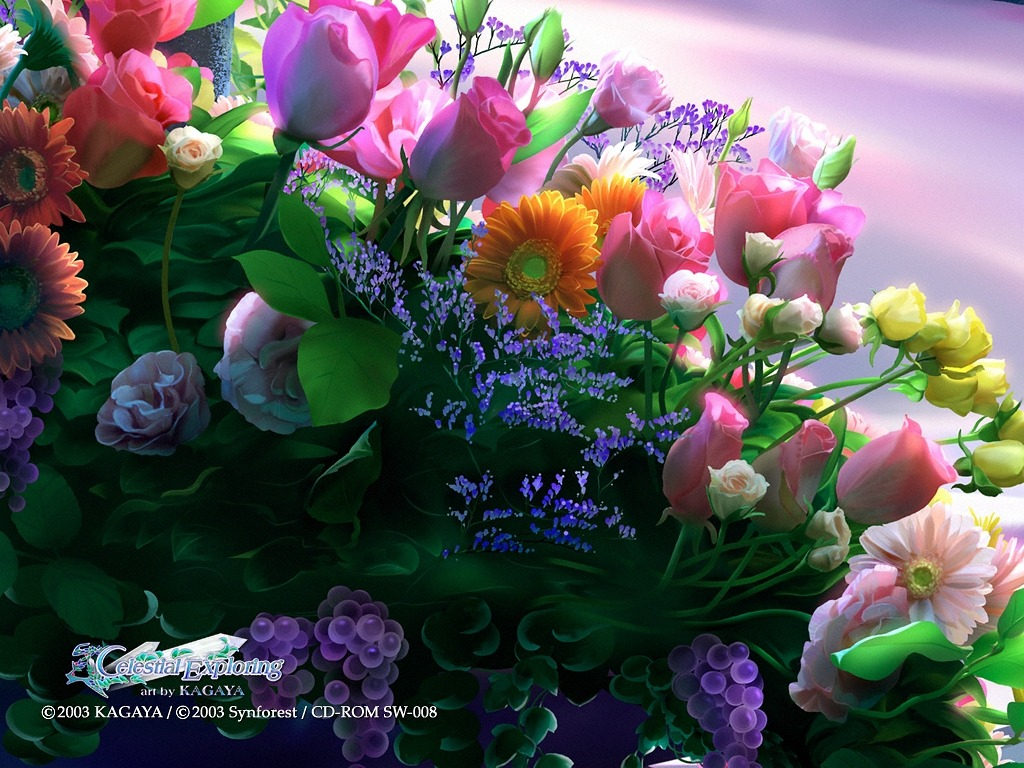 Celestial Exploring
art by KAGAYA
©2003 KAGAYA / ©2003 Synforest / CD-ROM SW-008